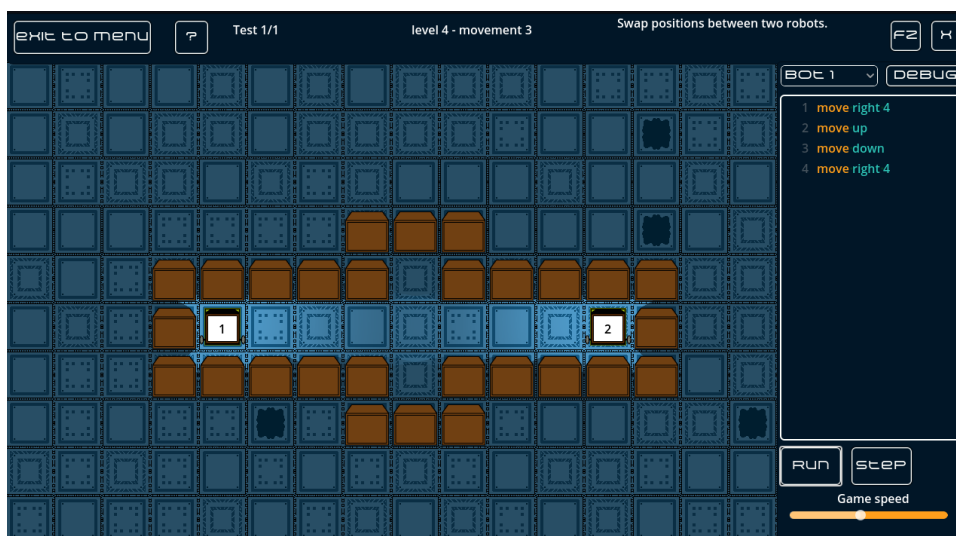 exit to menu
?
Test 1/1
level 4 - movement 3
Swap positions between two robots.
F2
X
Bot 1
Debug
1 move right 4
2 move up
3 move down
4 move right 4
1
2
Run
Step
Game speed